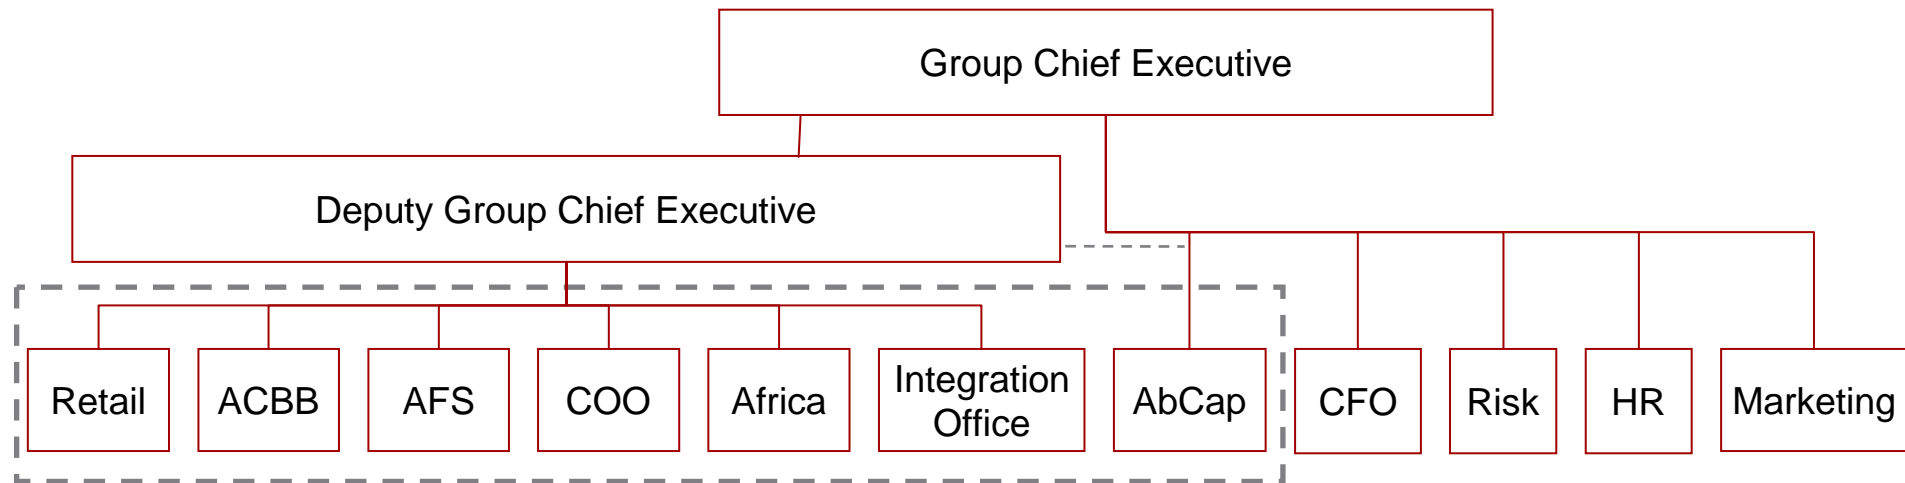 Group Chief Executive
Deputy Group Chief Executive
Retail
ACBB
AFS
COO
Africa
Integration
Office
AbCap
CFO
Risk
HR
Marketing